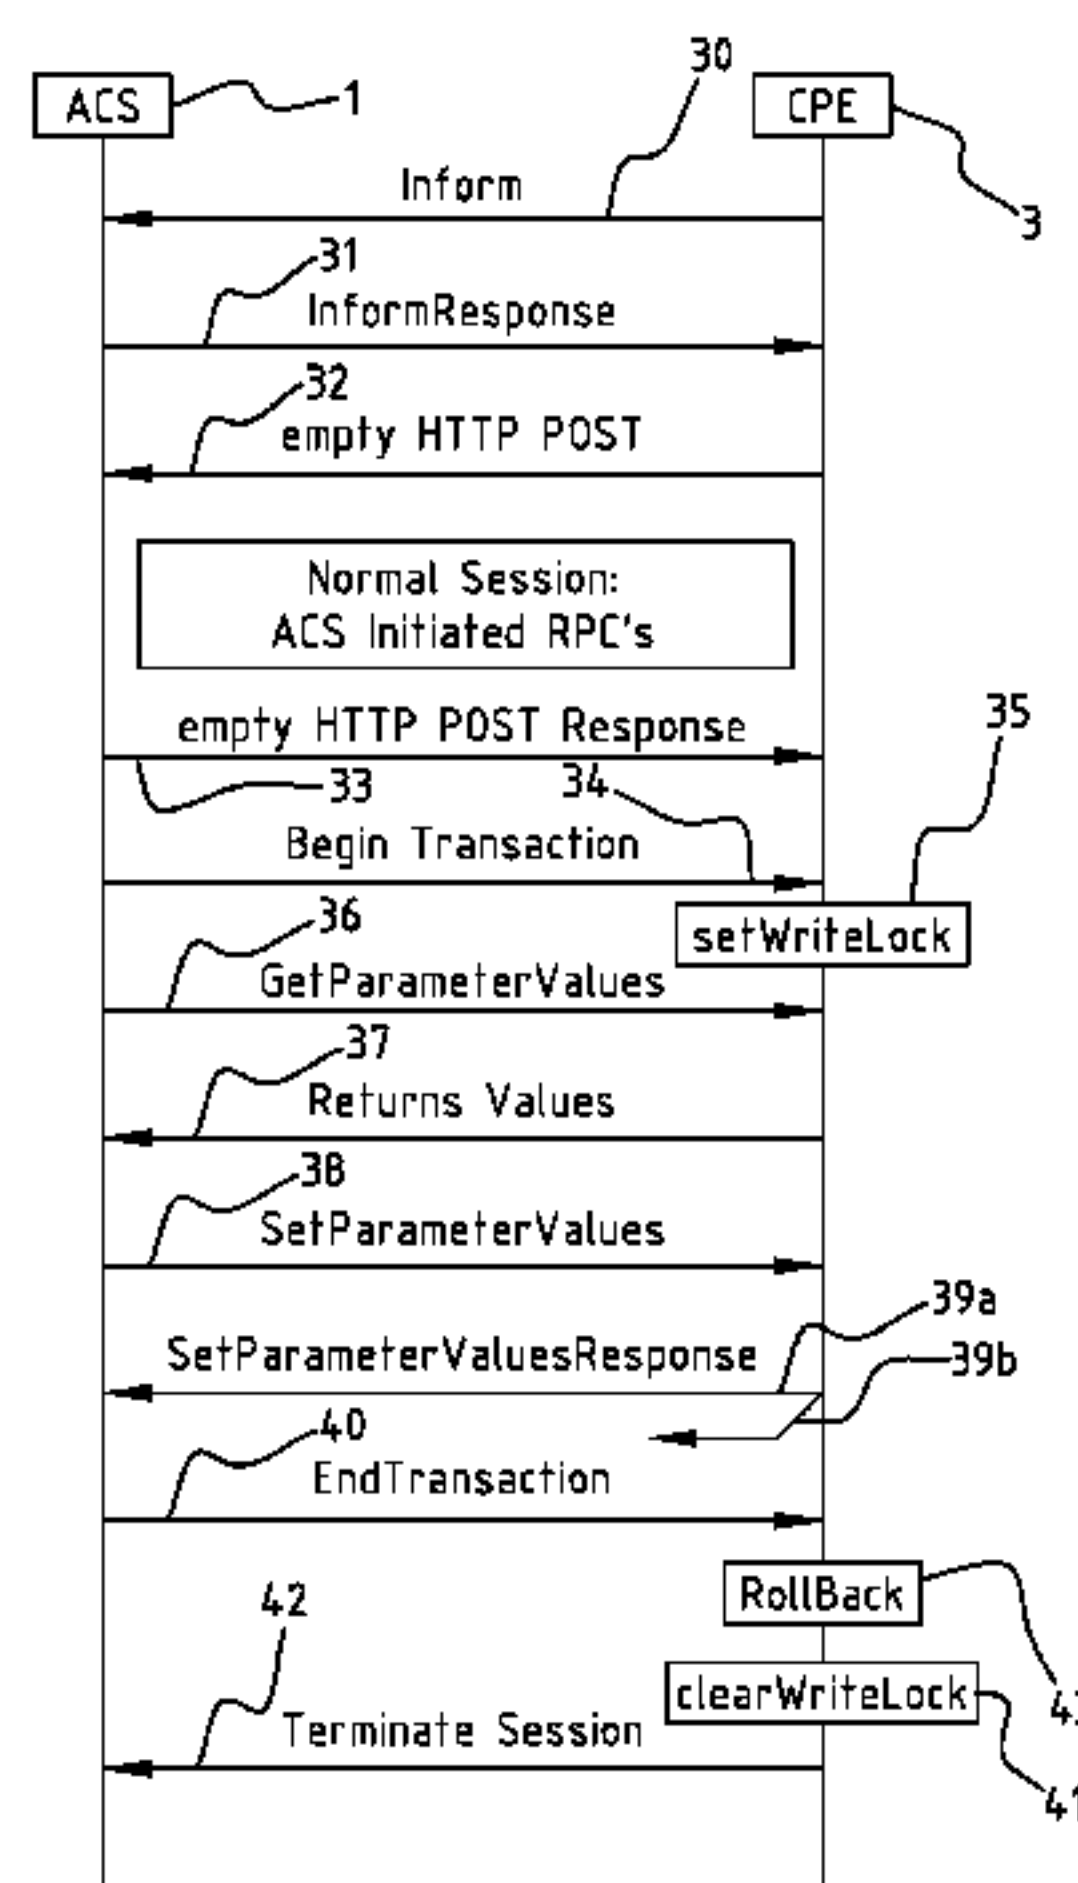 30
ACS
1
CPE
Inform
3
31
InformResponse
32
empty HTTP POST
Normal Session:
ACS Initiated RPC's
35
empty HTTP POST Response
33
34
Begin Transaction
36
setWriteLock
GetParameterValues
37
Returns Values
38
SetParameterValues
39a
SetParameterValuesResponse
39b
40
EndTransaction
RollBack
42
clearWriteLock
Terminate Session
41